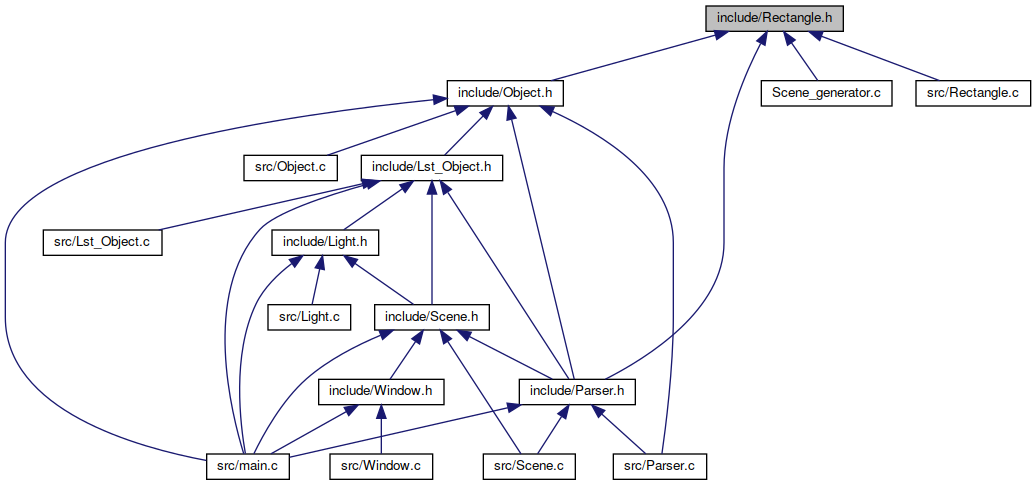 include/Rectangle.h
include/Object.h
Scene_generator.c
src/Rectangle.c
src/Object.c
include/Lst_Object.h
src/Lst_Object.c
include/Light.h
src/Light.c
include/Scene.h
include/Window.h
include/Parser.h
src/main.c
src/Window.c
src/Scene.c
src/Parser.c